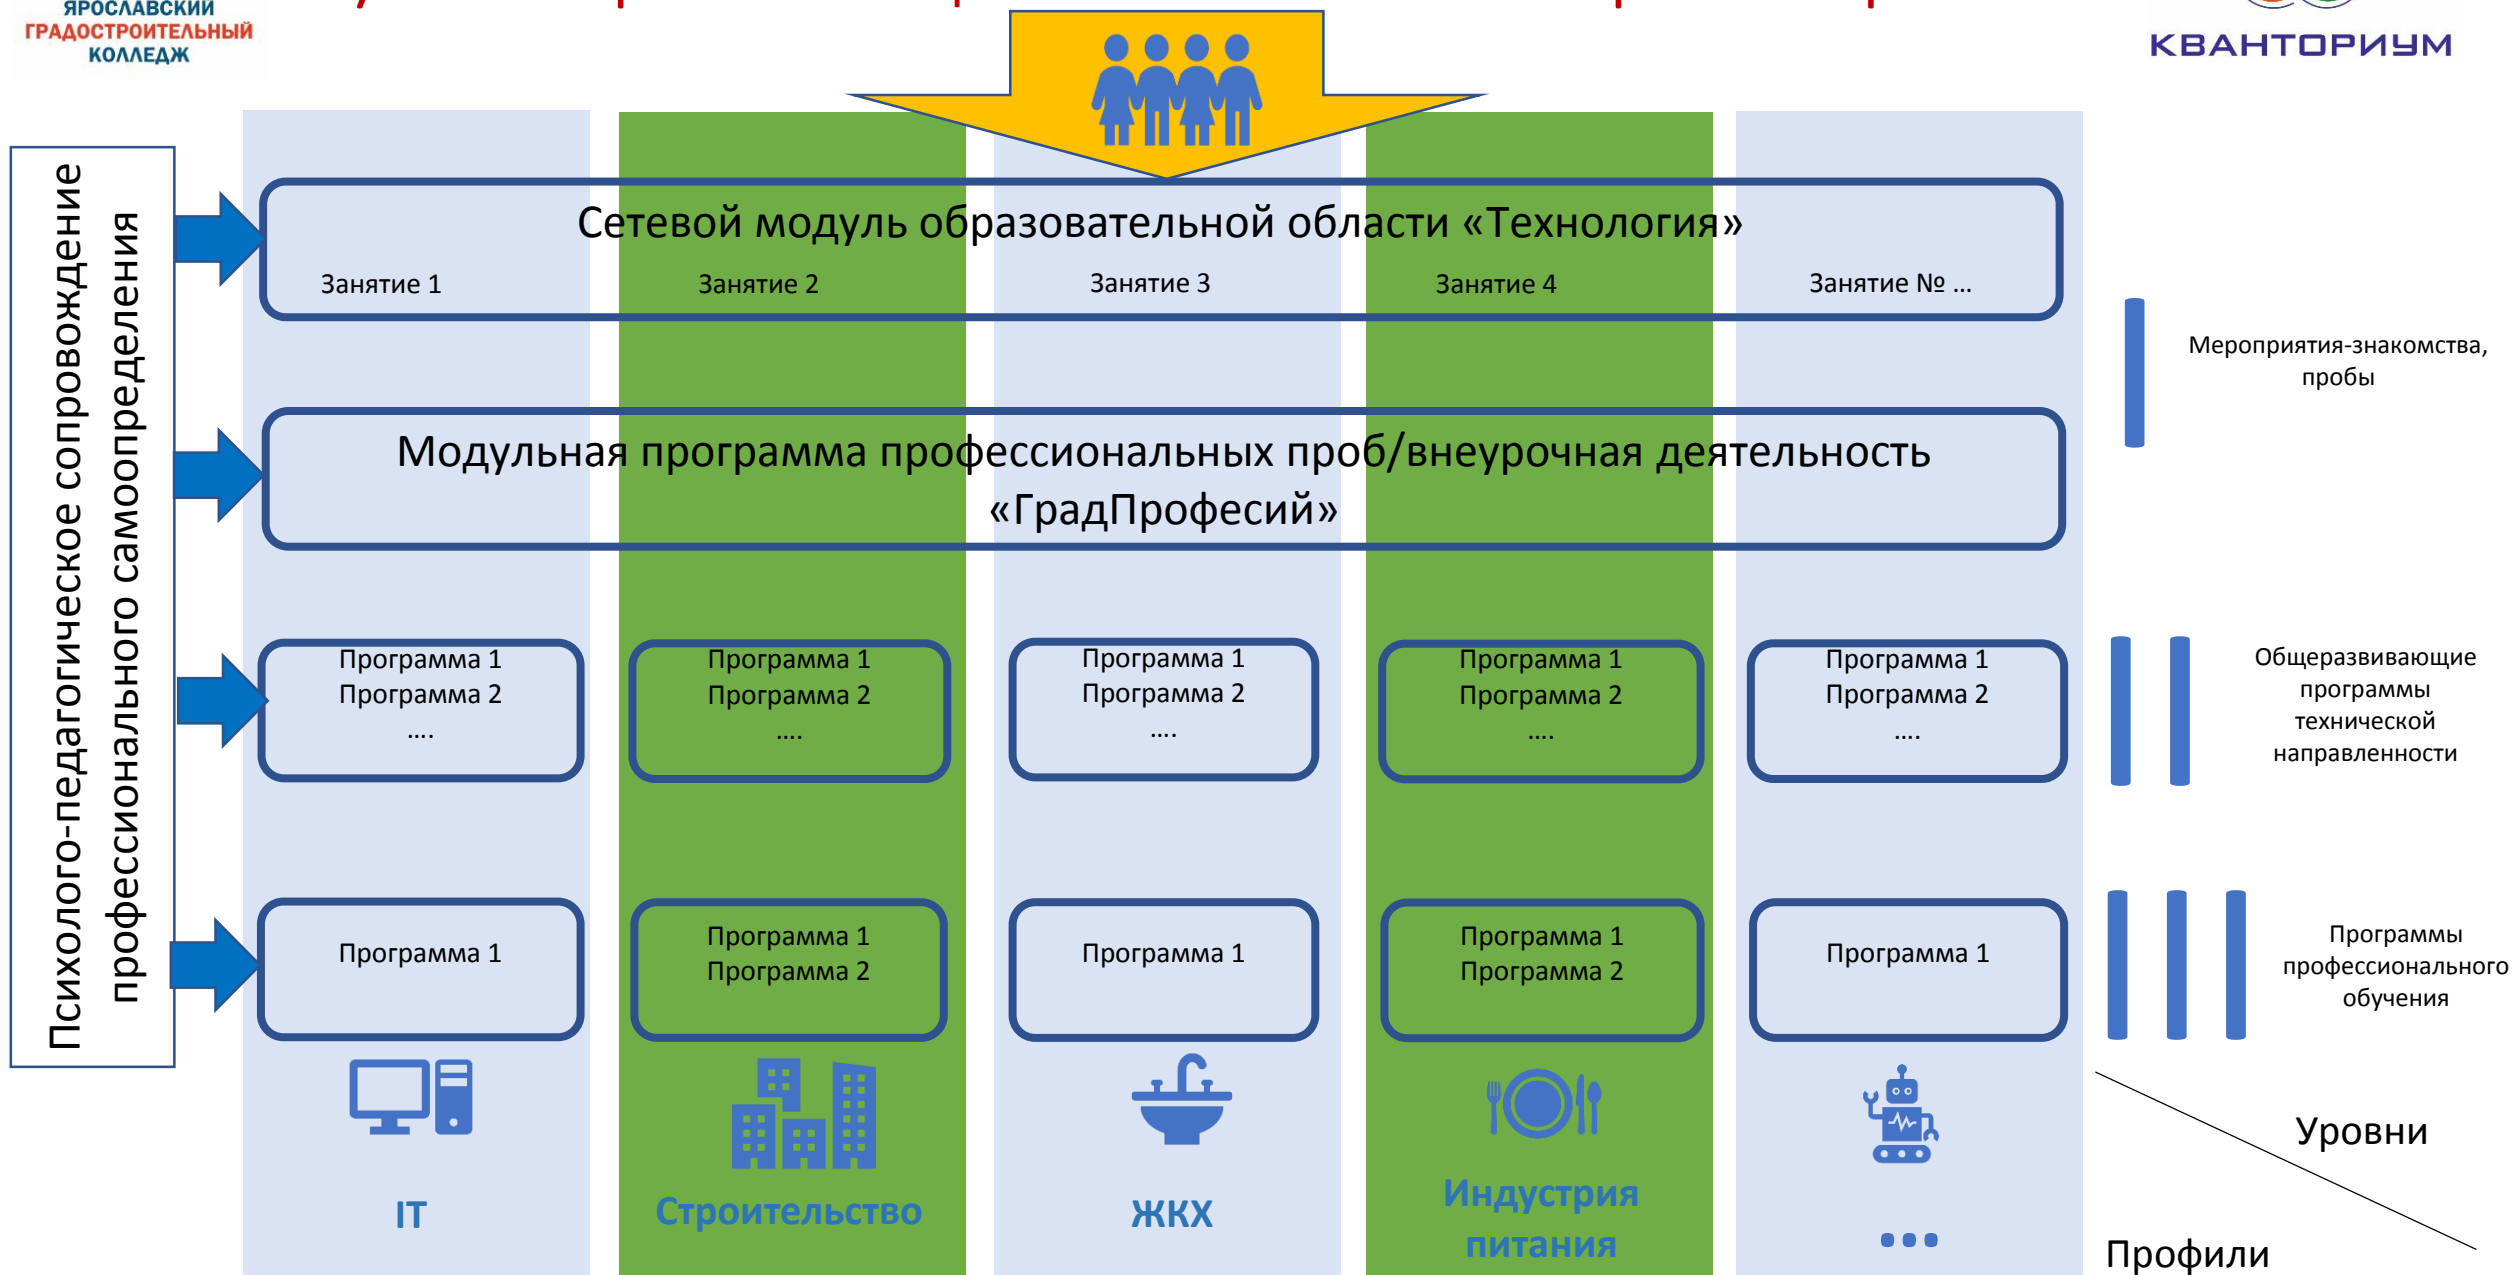 ЯРОСЛАВСКИЙ
ГРАДОСТРОИТЕЛЬНЫЙ
КОЛЛЕДЖ
КВАНТОРИУМ
Психолого-педагогическое сопровождение
профессионального самоопределения
Сетевой модуль образовательной области «Технология»
Занятие 1
Занятие 2
Занятие 3
Занятие 4
Занятие № ...
Мероприятия-знакомства,
пробы
Модульная программа профессиональных проб/внеурочная деятельность
«ГрадПрофесий»
Программа 1
Программа 2
....
Программа 1
Программа 2
....
Программа 1
Программа 2
....
Программа 1
Программа 2
....
Программа 1
Программа 2
....
Общеразвивающие
программы
технической
направленности
Программа 1
Программа 1
Программа 2
Программа 1
Программа 1
Программа 2
Программа 1
Программы
профессионального
обучения
IT
Строительство
ЖКХ
Индустрия
питания
...
Уровни
Профили